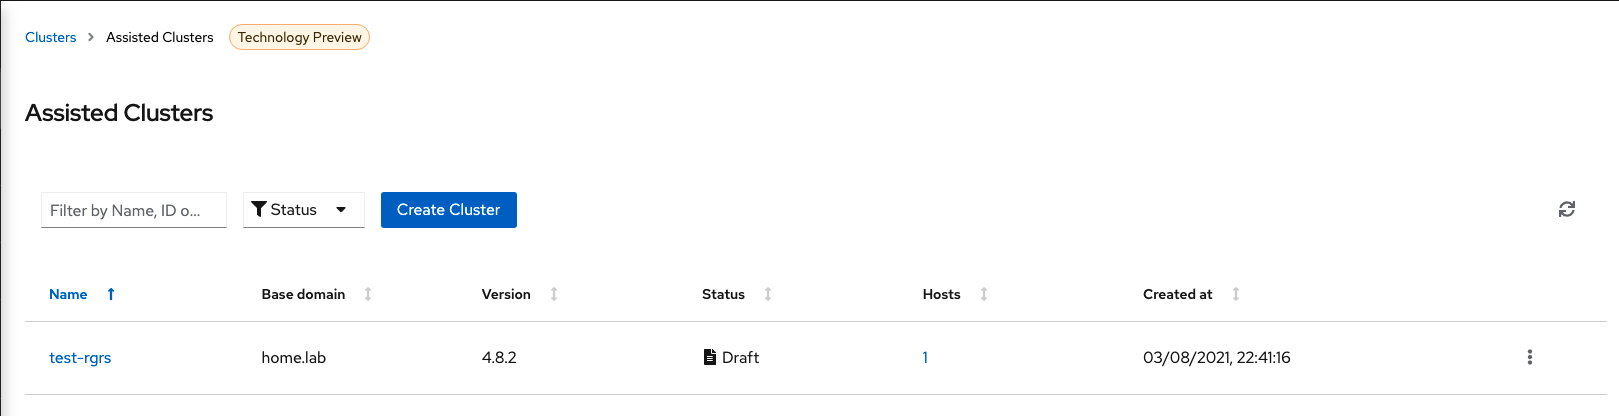 Clusters > Assisted Clusters Technology Preview
Assisted Clusters
Filter by Name, ID o... Status Create Cluster
Name Base domain Version Status Hosts Created at
test-rgrs home.lab 4.8.2 Draft 1 03/08/2021, 22:41:16